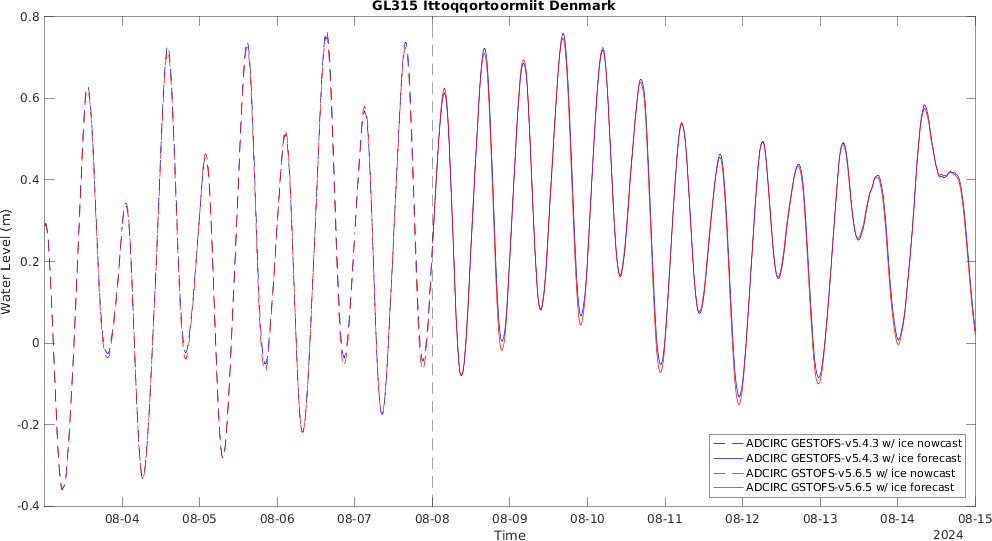 GL315 Ittoqqortoormiit Denmark
0.8
0.6
0.4
0.2
0
-0.2
-0.4
Water Level (m)
08-04 08-05 08-06 08-07 08-08 08-09 08-10 08-11 08-12 08-13 08-14 08-15
Time
2024
ADCIRC GESTOFS-v5.4.3 w/ ice nowcast
ADCIRC GESTOFS-v5.4.3 w/ ice forecast
ADCIRC GSTOFS-v5.6.5 w/ ice nowcast
ADCIRC GSTOFS-v5.6.5 w/ ice forecast